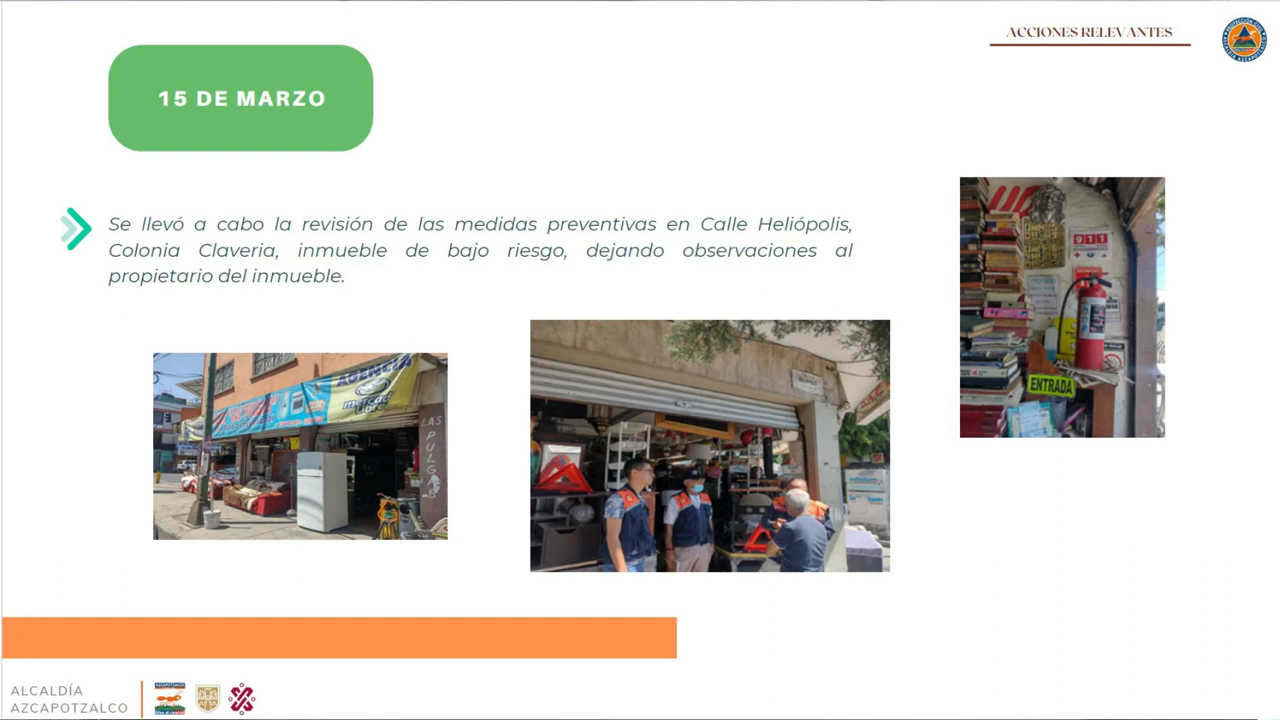 ACCIONES RELEVANTES
15 DE MARZO
Se llevó a cabo la revisión de las medidas preventivas en Calle Heliópolis,
Colonia Claveria, inmueble de bajo riesgo, dejando observaciones al
propietario del inmueble.
AGENCIA
mercado
libre
LAS PULGAS
911
ENTRADA
ALCALDÍA
AZCAPOTZALCO